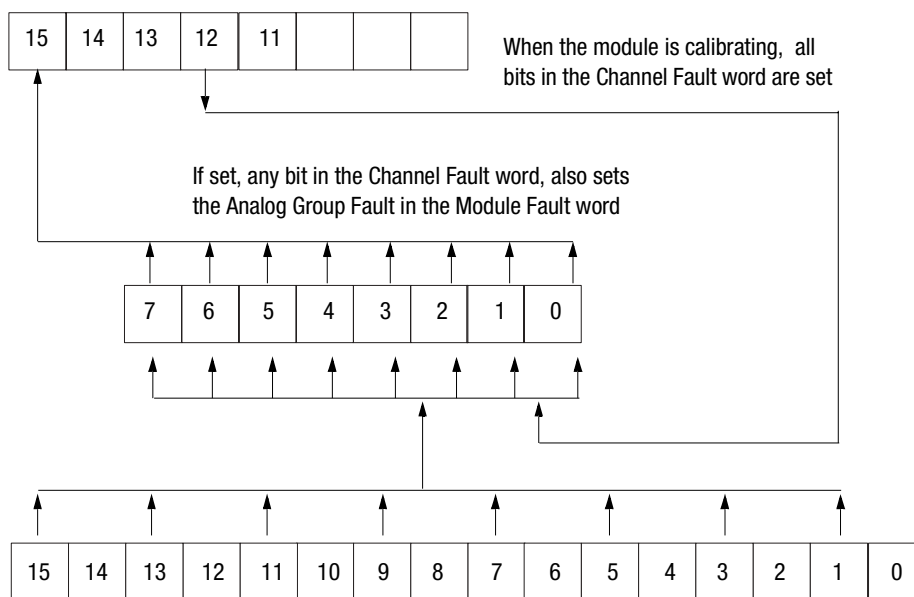 15 14 13 12 11
When the module is calibrating, all
bits in the Channel Fault word are set
If set, any bit in the Channel Fault word, also sets
the Analog Group Fault in the Module Fault word
7 6 5 4 3 2 1 0
15 14 13 12 11 10 9 8 7 6 5 4 3 2 1 0